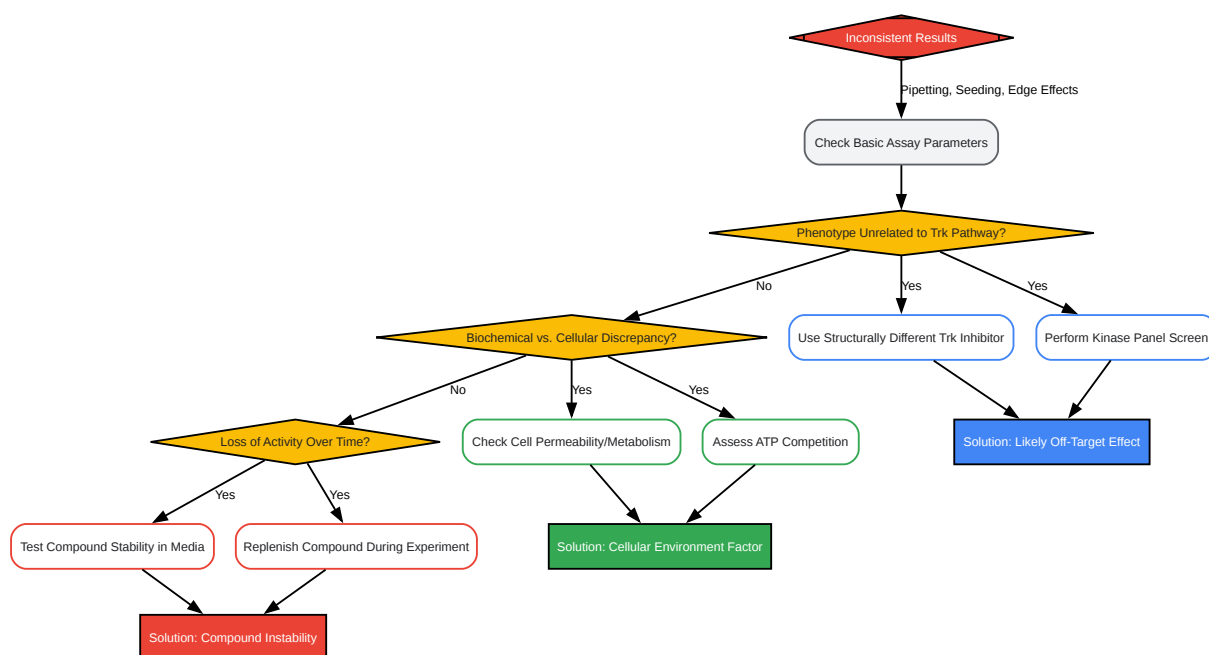 Inconsistent Results
Pipetting, Seeding, Edge Effects
Check Basic Assay Parameters
Phenotype Unrelated to Trk Pathway?
No
Yes
Yes
Biochemical vs. Cellular Discrepancy?
Use Structurally Different Trk Inhibitor
Perform Kinase Panel Screen
No
Yes
Yes
Loss of Activity Over Time?
Check Cell Permeability/Metabolism
Assess ATP Competition
Solution: Likely Off-Target Effect
Yes
Yes
Test Compound Stability in Media
Replenish Compound During Experiment
Solution: Cellular Environment Factor
Solution: Compound Instability